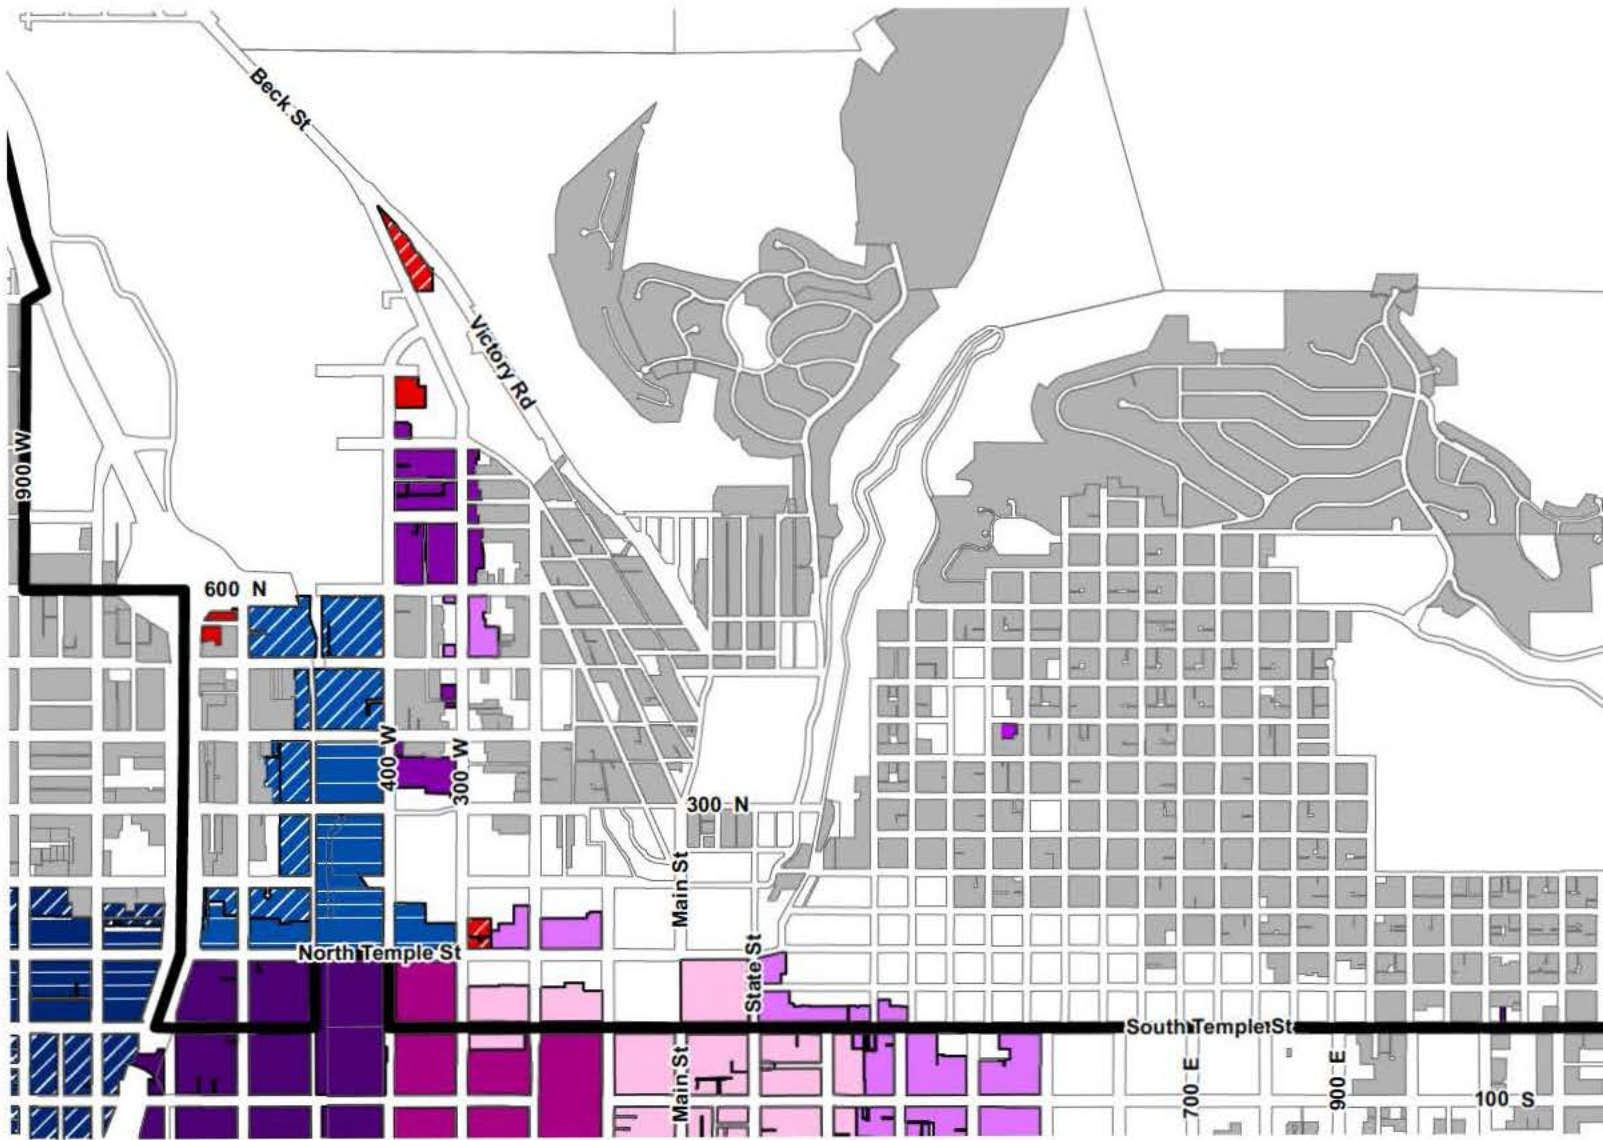 Beck St
Victory Rd
900 W
600 N
400 W
300 W
300 N
Main St
State St
North Temple St
South Temple St
Main St
700 E
900 E
100 S